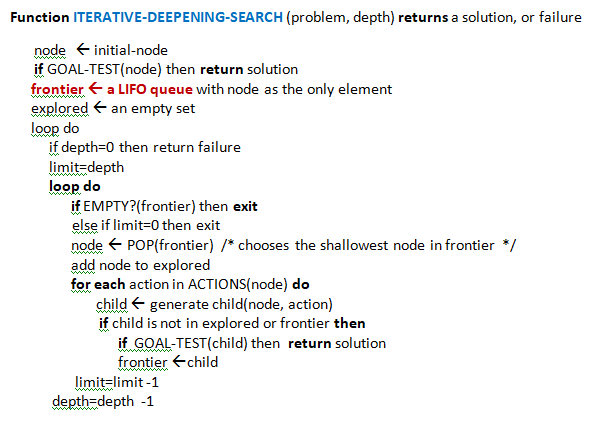 Function ITERATIVE-DEEPENING-SEARCH (problem, depth) returns a solution, or failure
node ← initial-node
if GOAL-TEST(node) then return solution
frontier ← a LIFO queue with node as the only element
explored ← an empty set
loop do
if depth=0 then return failure
limit=depth
loop do
if EMPTY?(frontier) then exit
else if limit=0 then exit
node ← POP(frontier) /* chooses the shallowest node in frontier */
add node to explored
for each action in ACTIONS(node) do
child ← generate child(node, action)
if child is not in explored or frontier then
if GOAL-TEST(child) then return solution
frontier ←child
limit=limit -1
depth=depth -1